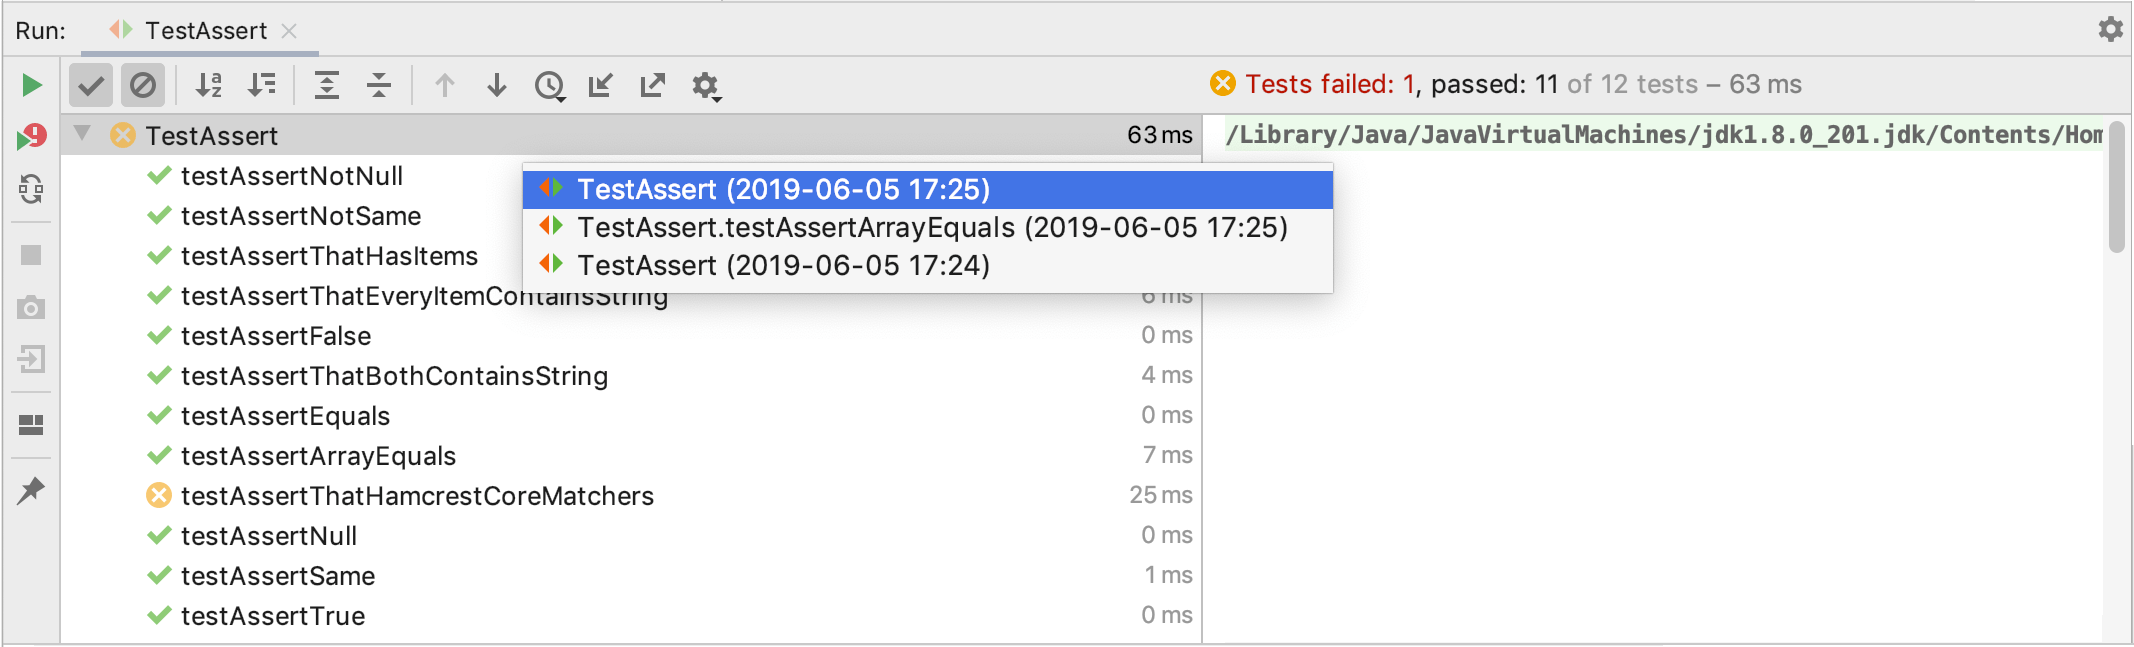 Run: TestAssert
Tests failed: 1, passed: 11 of 12 tests – 63 ms
TestAssert 63 ms
/Library/Java/JavaVirtualMachines/jdk1.8.0_201.jdk/Contents/Hom
testAssertNotNull
TestAssert (2019-06-05 17:25)
testAssertNotSame
TestAssert.testAssertArrayEquals (2019-06-05 17:25)
testAssertThatHasItems
TestAssert (2019-06-05 17:24)
testAssertThatEveryItemContainsString 6 ms
testAssertFalse 0 ms
testAssertThatBothContainsString 4 ms
testAssertEquals 0 ms
testAssertArrayEquals 7 ms
testAssertThatHamcrestCoreMatchers 25 ms
testAssertNull 0 ms
testAssertSame 1 ms
testAssertTrue 0 ms